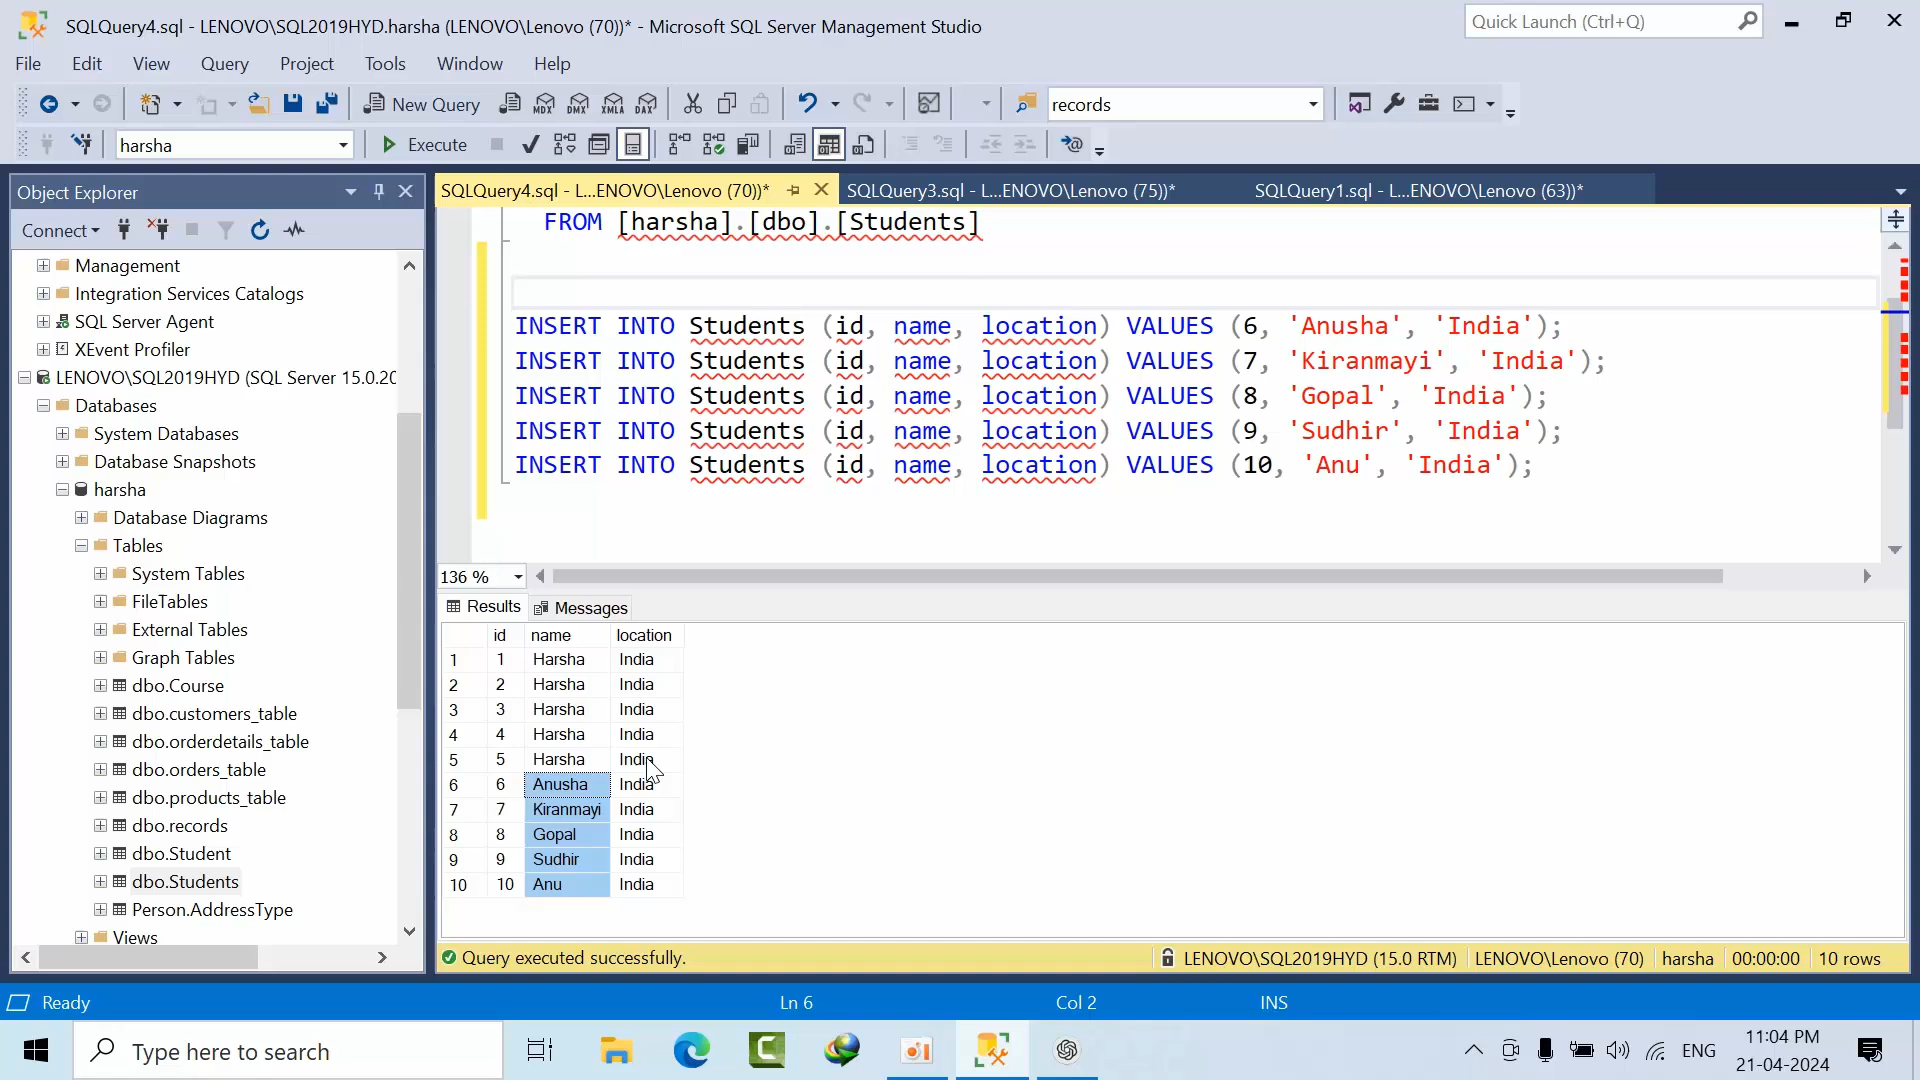 SQLQuery4.sql - LENOVO\SQL2019HYD.harsha (LENOVO\Lenovo (70))* - Microsoft SQL Server Management Studio
Quick Launch (Ctrl+Q)
File Edit View Query Project Tools Window Help
New Query
MDX DMX XMLA DAX
records
harsha
Execute
Object Explorer
Connect
Management
Integration Services Catalogs
SQL Server Agent
XEvent Profiler
LENOVO\SQL2019HYD (SQL Server 15.0.20
Databases
System Databases
Database Snapshots
harsha
Database Diagrams
Tables
System Tables
FileTables
External Tables
Graph Tables
dbo.Course
dbo.customers_table
dbo.orderdetails_table
dbo.orders_table
dbo.products_table
dbo.records
dbo.Student
dbo.Students
Person.AddressType
Views
SQLQuery4.sql - L...ENOVO\Lenovo (70))*
SQLQuery3.sql - L...ENOVO\Lenovo (75))*
SQLQuery1.sql - L...ENOVO\Lenovo (63))*
FROM [harsha].[dbo].[Students]
INSERT INTO Students (id, name, location) VALUES (6, 'Anusha', 'India');
INSERT INTO Students (id, name, location) VALUES (7, 'Kiranmayi', 'India');
INSERT INTO Students (id, name, location) VALUES (8, 'Gopal', 'India');
INSERT INTO Students (id, name, location) VALUES (9, 'Sudhir', 'India');
INSERT INTO Students (id, name, location) VALUES (10, 'Anu', 'India');
136 %
Results Messages
id name location
1 1 Harsha India
2 2 Harsha India
3 3 Harsha India
4 4 Harsha India
5 5 Harsha India
6 6 Anusha India
7 7 Kiranmayi India
8 8 Gopal India
9 9 Sudhir India
10 10 Anu India
Query executed successfully.
LENOVO\SQL2019HYD (15.0 RTM) LENOVO\Lenovo (70) harsha 00:00:00 10 rows
Ready Ln 6 Col 2 INS
Type here to search
ENG
11:04 PM
21-04-2024